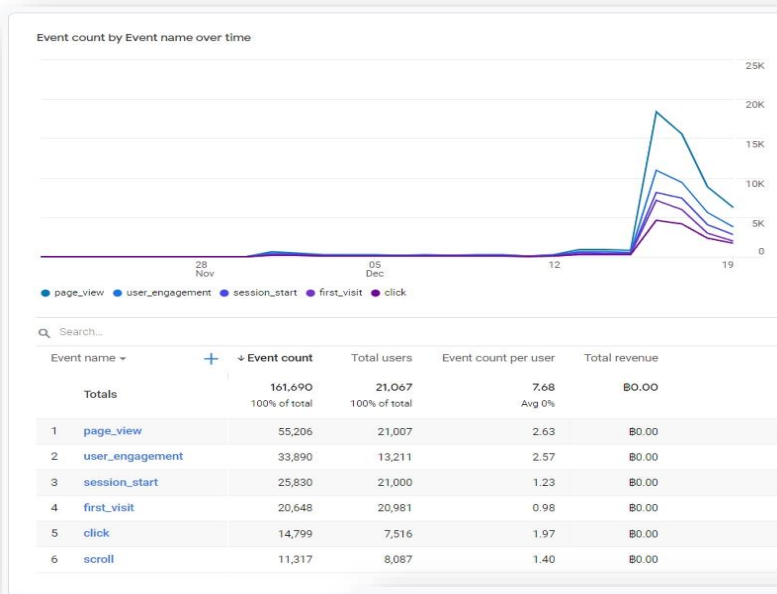 Event count by Event name over time
25K
20K
15K
10K
5K
0
28 05 12 19
Nov Dec
page_view user_engagement session_start first_visit click
Search...
Event name + ↓ Event count Total users Event count per user Total revenue
Totals 161,690 21,067 7.68 ฿0.00
100% of total 100% of total Avg 0%
1 page_view 55,206 21,007 2.63 ฿0.00
2 user_engagement 33,890 13,211 2.57 ฿0.00
3 session_start 25,830 21,000 1.23 ฿0.00
4 first_visit 20,648 20,981 0.98 ฿0.00
5 click 14,799 7,516 1.97 ฿0.00
6 scroll 11,317 8,087 1.40 ฿0.00